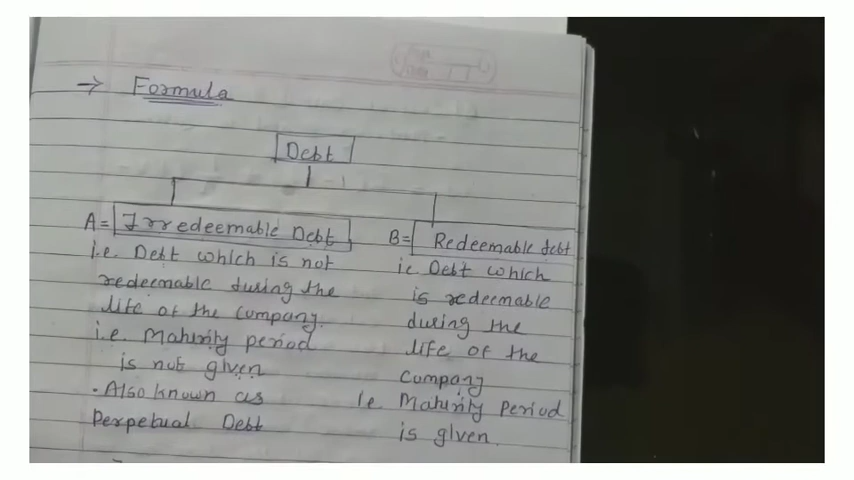 → Formula
Debt
A= Irredeemable Debt
i.e. Debt which is not
redeemable during the
life of the company.
i.e. Maturity period
is not given
. Also known as
Perpetual Debt
B= Redeemable debt
ie Debt which
is redeemable
during the
life of the
Company
ie Maturity Period
is given.